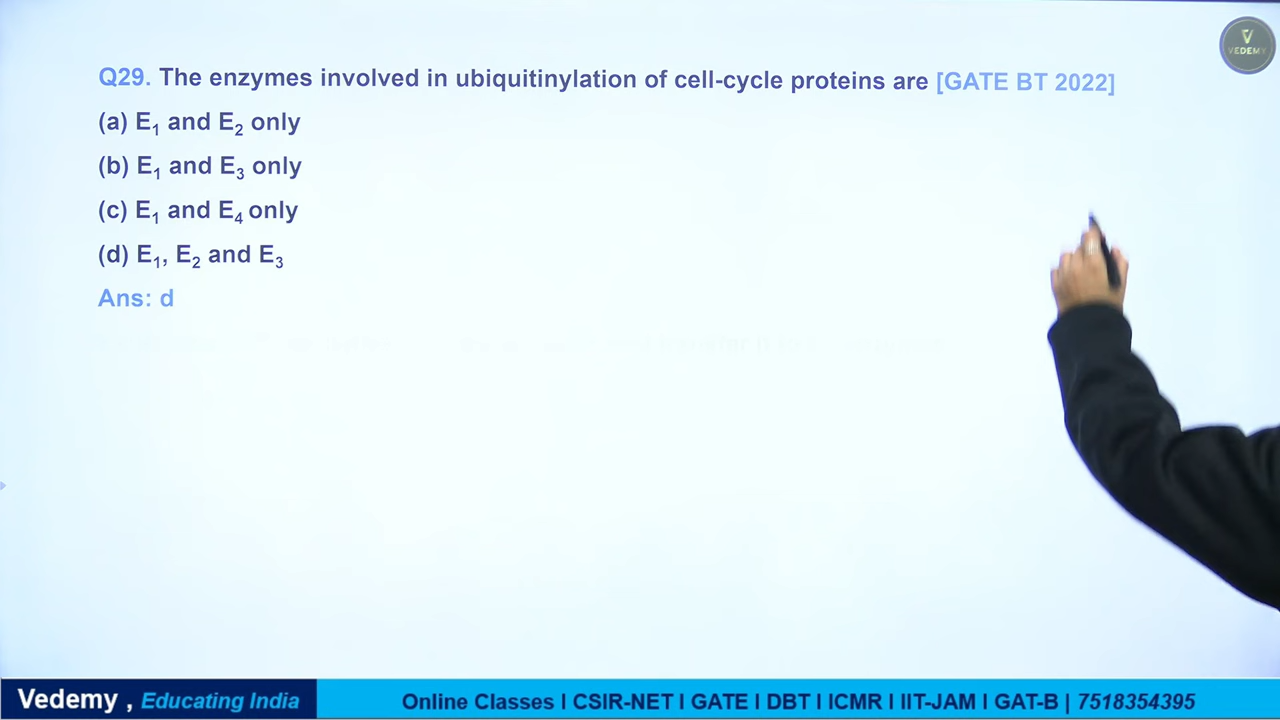 V
VEDEMY
Q29. The enzymes involved in ubiquitinylation of cell-cycle proteins are [GATE BT 2022]
(a) E₁ and E₂ only
(b) E₁ and E₃ only
(c) E₁ and E₄ only
(d) E₁, E₂ and E₃
Ans: d
Vedemy , Educating India
Online Classes I CSIR-NET I GATE I DBT I ICMR I IIT-JAM I GAT-B | 7518354395